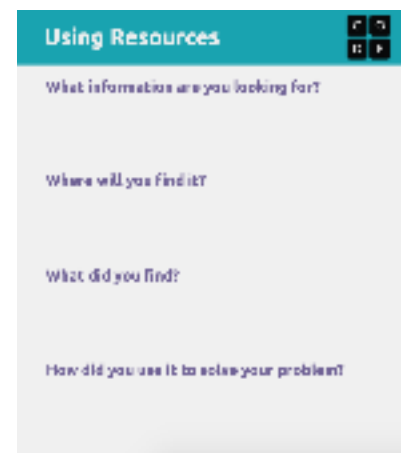 Using Resources
C O
D E
What information are you looking for?
Where will you find it?
What did you find?
How did you use it to solve your problem?